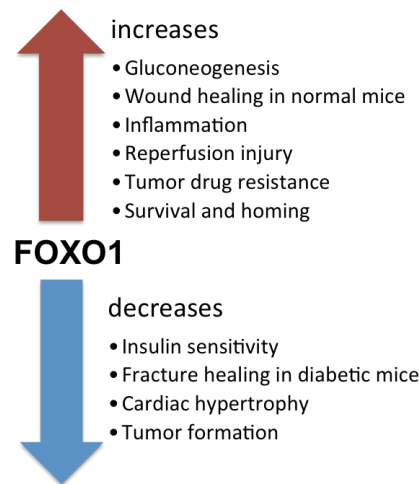 increases
•Gluconeogenesis
•Wound healing in normal mice
•Inflammation
•Reperfusion injury
•Tumor drug resistance
•Survival and homing
FOXO1
decreases
•Insulin sensitivity
•Fracture healing in diabetic mice
•Cardiac hypertrophy
•Tumor formation